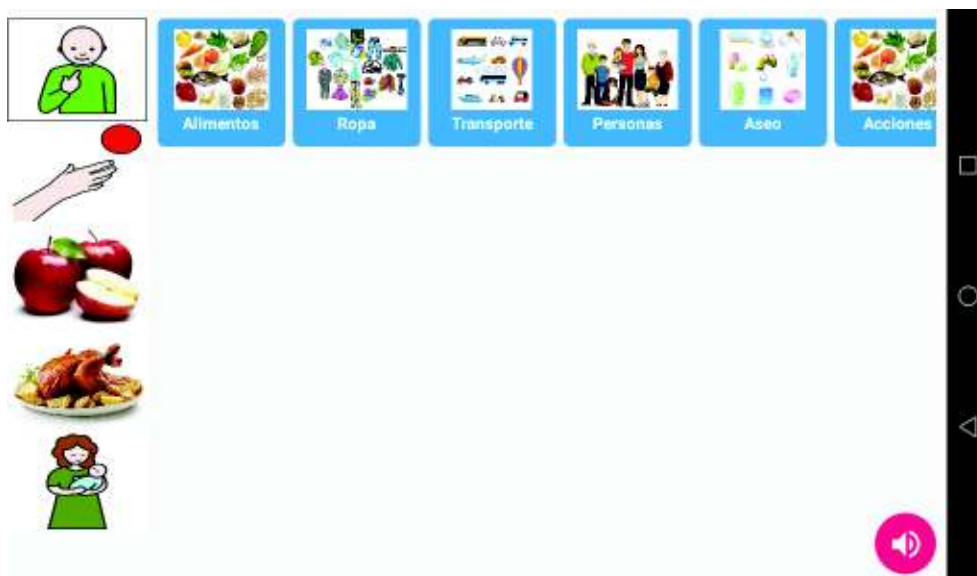 Alimentos
Ropa
Transporte
Personas
Aseo
Acciones